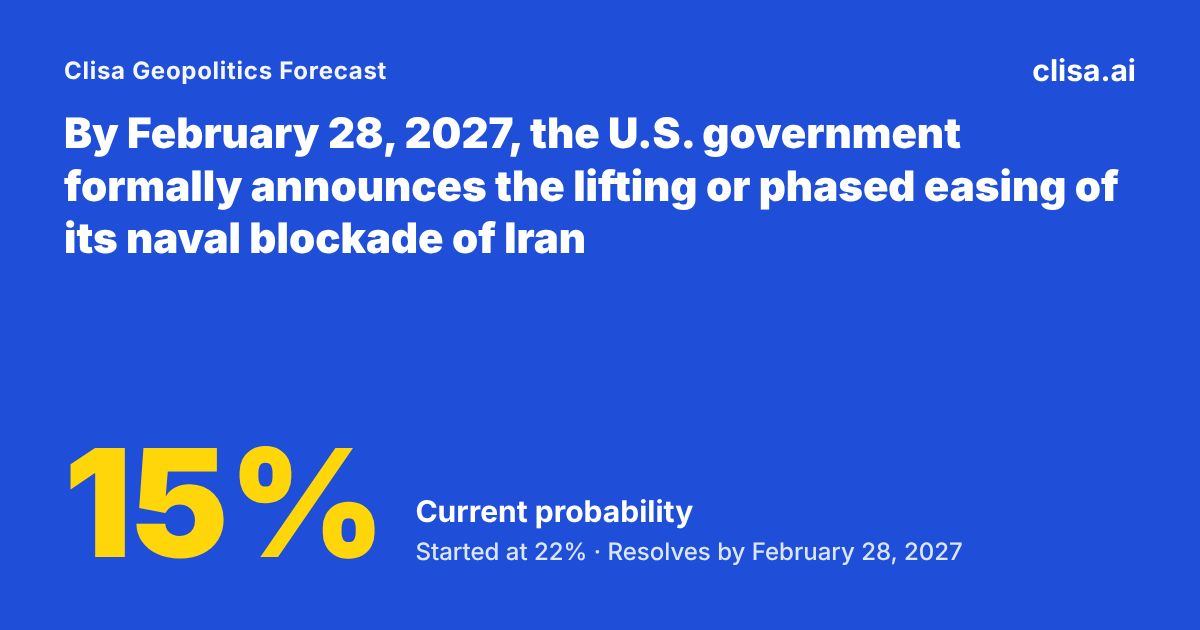 Clisa Geopolitics Forecast
clisa.ai
By February 28, 2027, the U.S. government
formally announces the lifting or phased easing of
its naval blockade of Iran
15%
Current probability
Started at 22% · Resolves by February 28, 2027